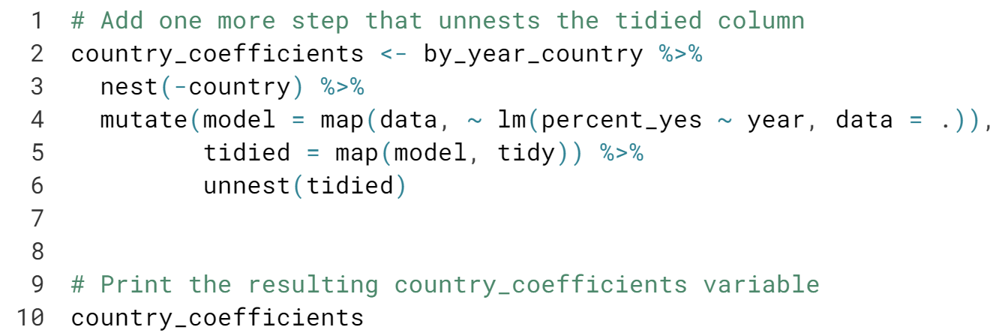 1 # Add one more step that unnests the tidied column
2 country_coefficients <- by_year_country %>%
3   nest(-country) %>%
4   mutate(model = map(data, ~ lm(percent_yes ~ year, data = .)),
5          tidied = map(model, tidy)) %>%
6          unnest(tidied)
7
8
9 # Print the resulting country_coefficients variable
10 country_coefficients